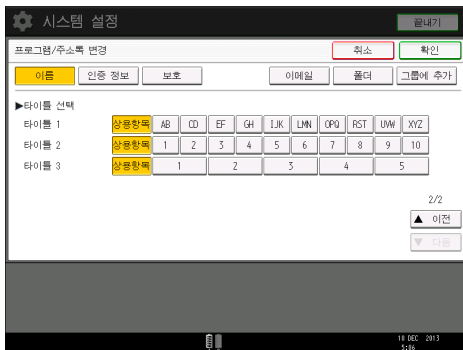 시스템 설정
끝내기
프로그램/주소록 변경
취소
확인
이름 인증 정보 보호 이메일 폴더 그룹에 추가
▶타이틀 선택
타이틀 1 상용항목 AB CD EF GH IJK LMN OPQ RST UVW XYZ
타이틀 2 상용항목 1 2 3 4 5 6 7 8 9 10
타이틀 3 상용항목 1 2 3 4 5
2/2
▲ 이전
▼ 다음
10 DEC 2013
5:06